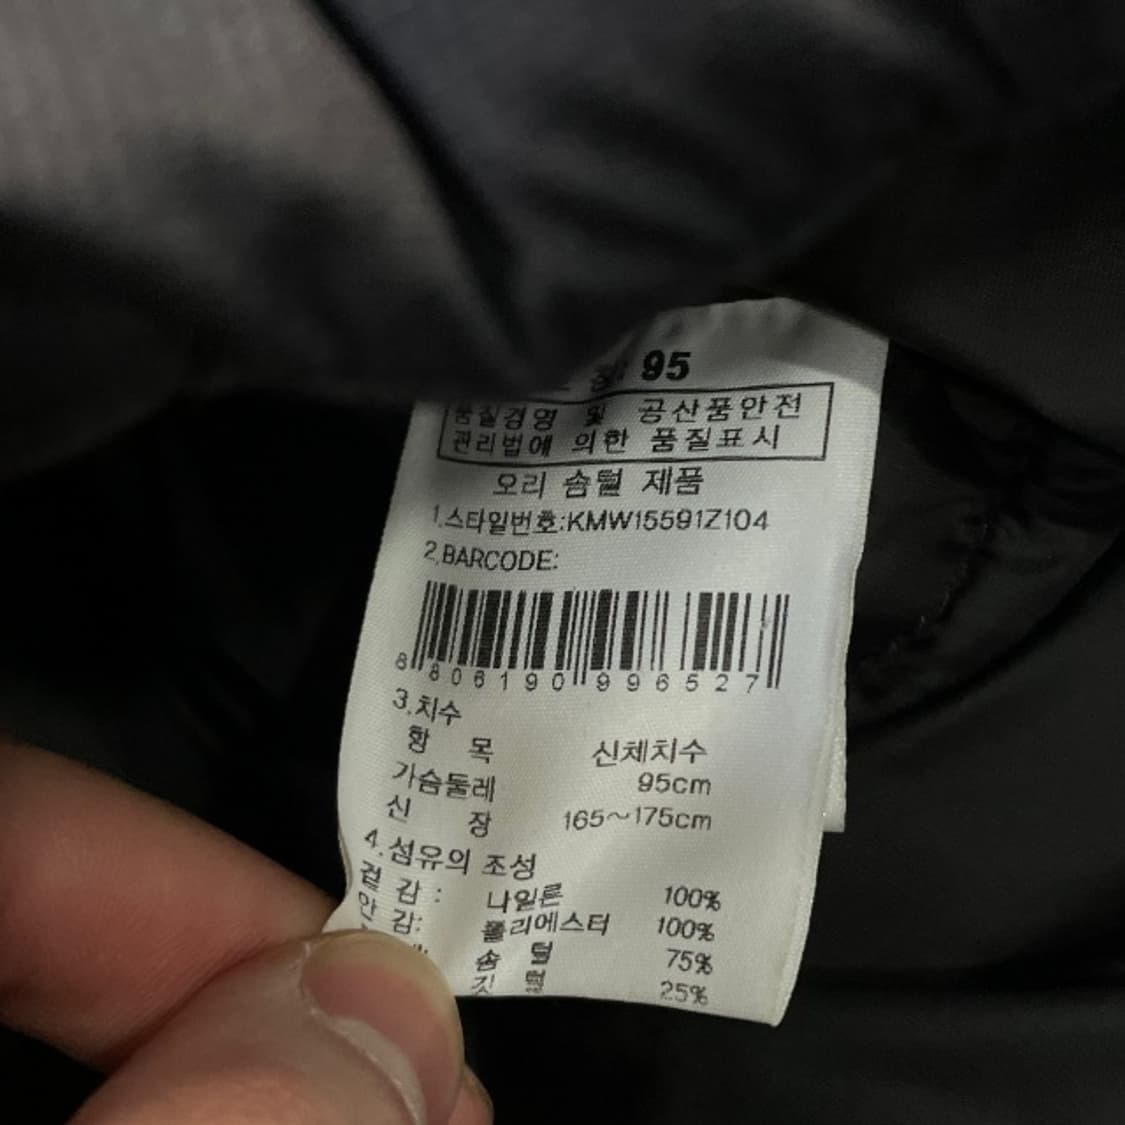 95
품질경영 및 공산품안전
관리법에 의한 품질표시
오리 솜털 제품
1.스타일번호:KMW15591Z104
2.BARCODE:
8 806190 996527
3.치수
항 목 신체치수
가슴둘레 95cm
신 장 165~175cm
4.섬유의 조성
겉 감 : 나일론 100%
안 감: 폴리에스터 100%
솜 털 75%
깃 털 25%